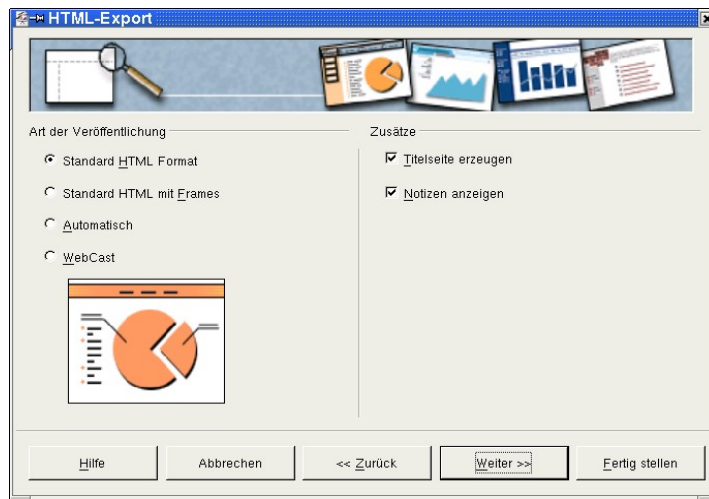 HTML-Export
Art der Veröffentlichung
Standard HTML Format
Standard HTML mit Frames
Automatisch
WebCast
Zusätze
Titelseite erzeugen
Notizen anzeigen
Hilfe
Abbrechen
<< Zurück
Weiter >>
Fertig stellen